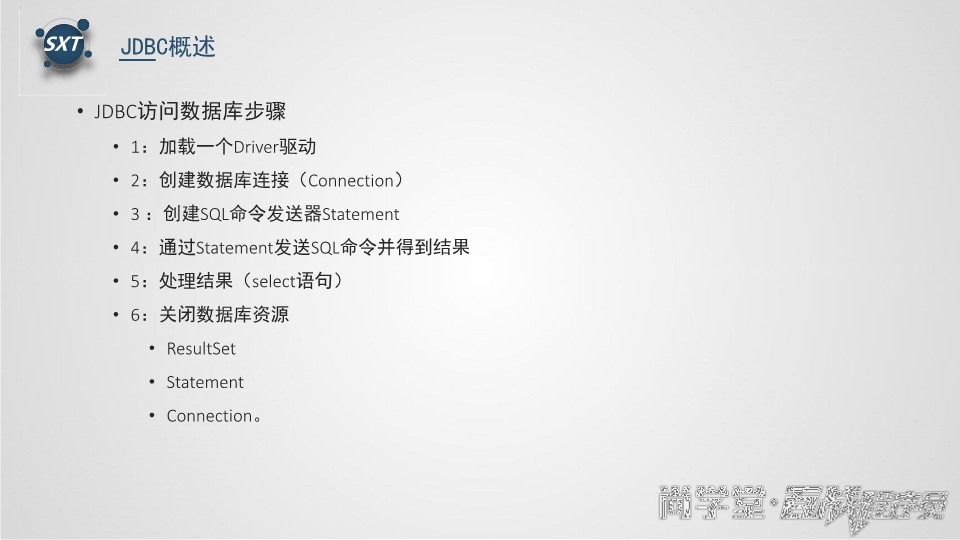 SXT
JDBC概述
• JDBC访问数据库步骤
• 1：加载一个Driver驱动
• 2：创建数据库连接（Connection）
• 3 ：创建SQL命令发送器Statement
• 4：通过Statement发送SQL命令并得到结果
• 5：处理结果（select语句）
• 6：关闭数据库资源
• ResultSet
• Statement
• Connection。
尚学堂·